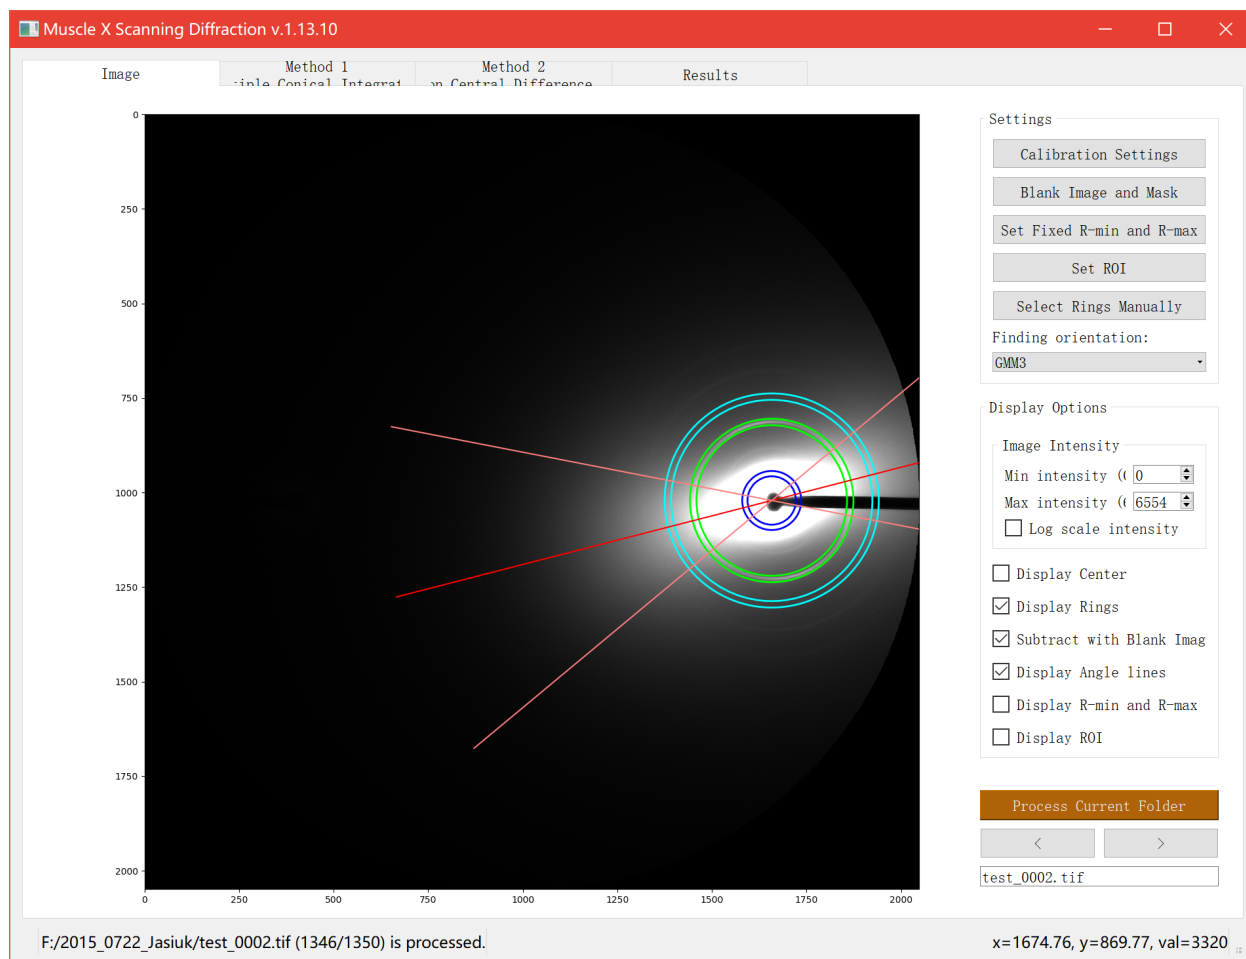 Muscle X Scanning Diffraction v.1.13.10
Image
Method 1
Method 2
Results
0
250
500
750
1000
1250
1500
1750
2000
0
250
500
750
1000
1250
1500
1750
2000
Settings
Calibration Settings
Blank Image and Mask
Set Fixed R-min and R-max
Set ROI
Select Rings Manually
Finding orientation:
GMM3
Display Options
Image Intensity
Min intensity (
0
Max intensity (
6554
Log scale intensity
Display Center
Display Rings
Subtract with Blank Imag
Display Angle lines
Display R-min and R-max
Display ROI
Process Current Folder
<
>
test_0002.tif
F:/2015_0722_Jasiuk/test_0002.tif (1346/1350) is processed.
x=1674.76, y=869.77, val=3320